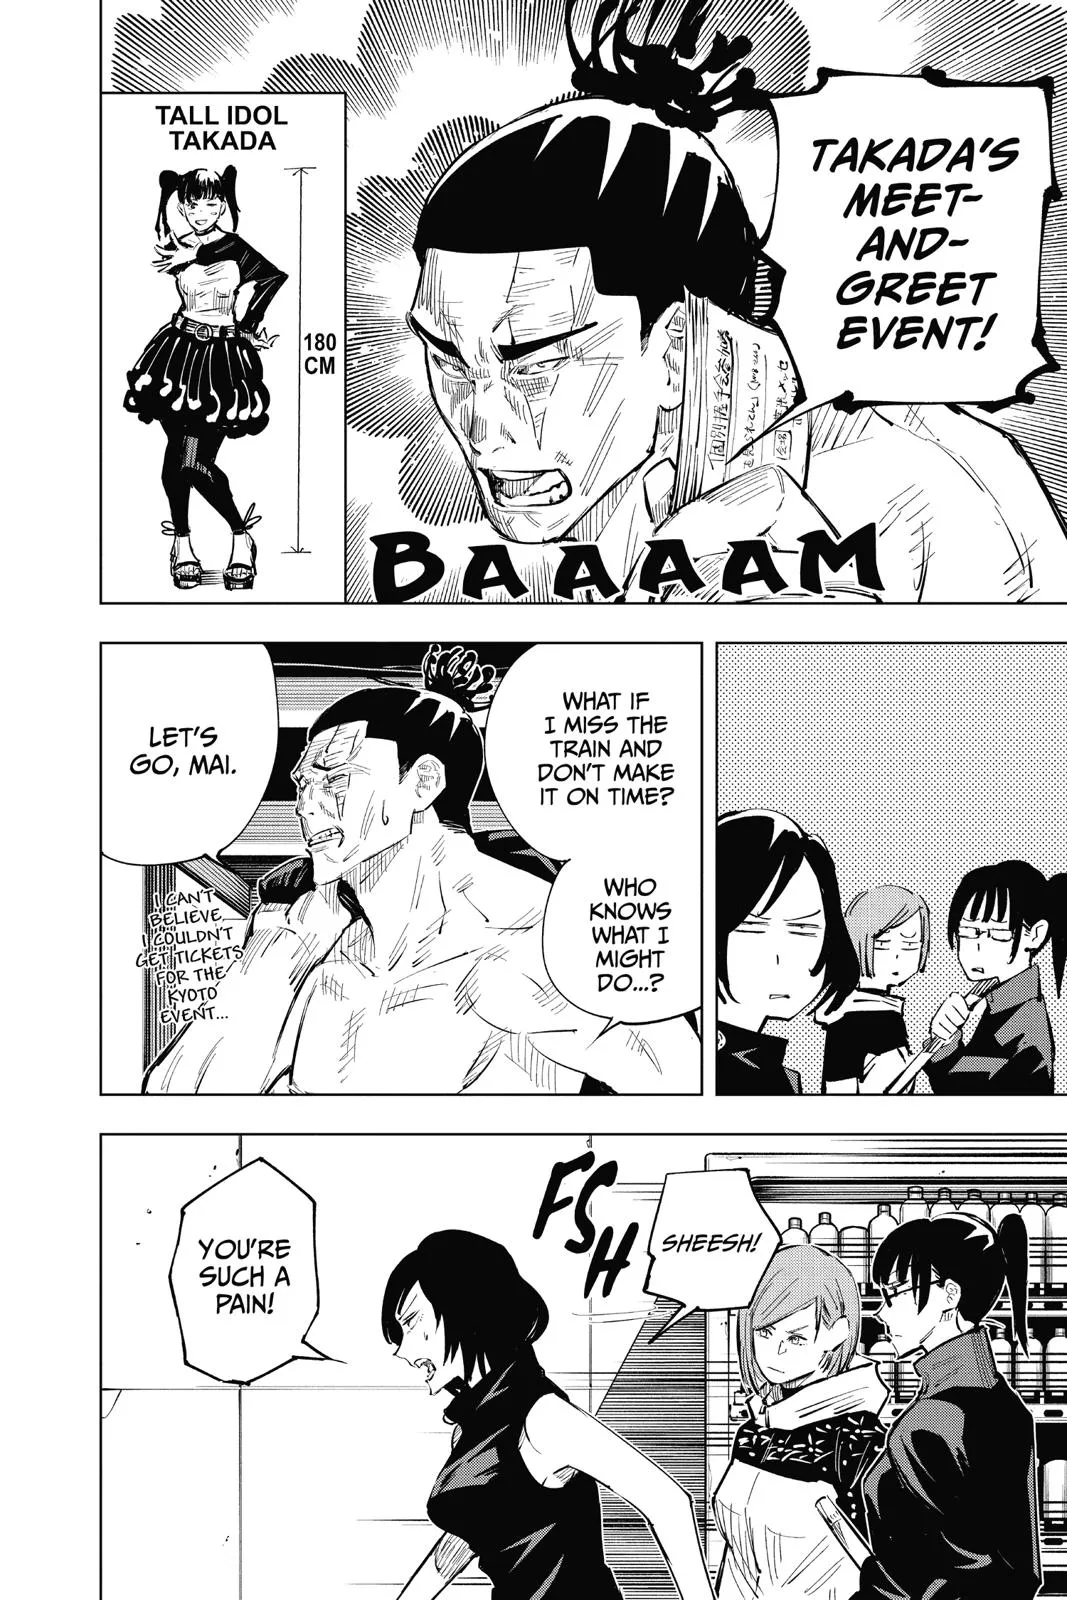 TAKADA'S
MEET-
AND-
GREET
EVENT!
TALL IDOL
TAKADA
180
CM
BAAAAM
WHAT IF
I MISS THE
TRAIN AND
DON'T MAKE
IT ON TIME?
WHO
KNOWS
WHAT I
MIGHT
DO...?
LET'S
GO, MAI.
I CAN'T
BELIEVE
I COULDN'T
GET TICKETS
FOR THE
KYOTO
EVENT...
SHEESH!
FSH
YOU'RE
SUCH A
PAIN!